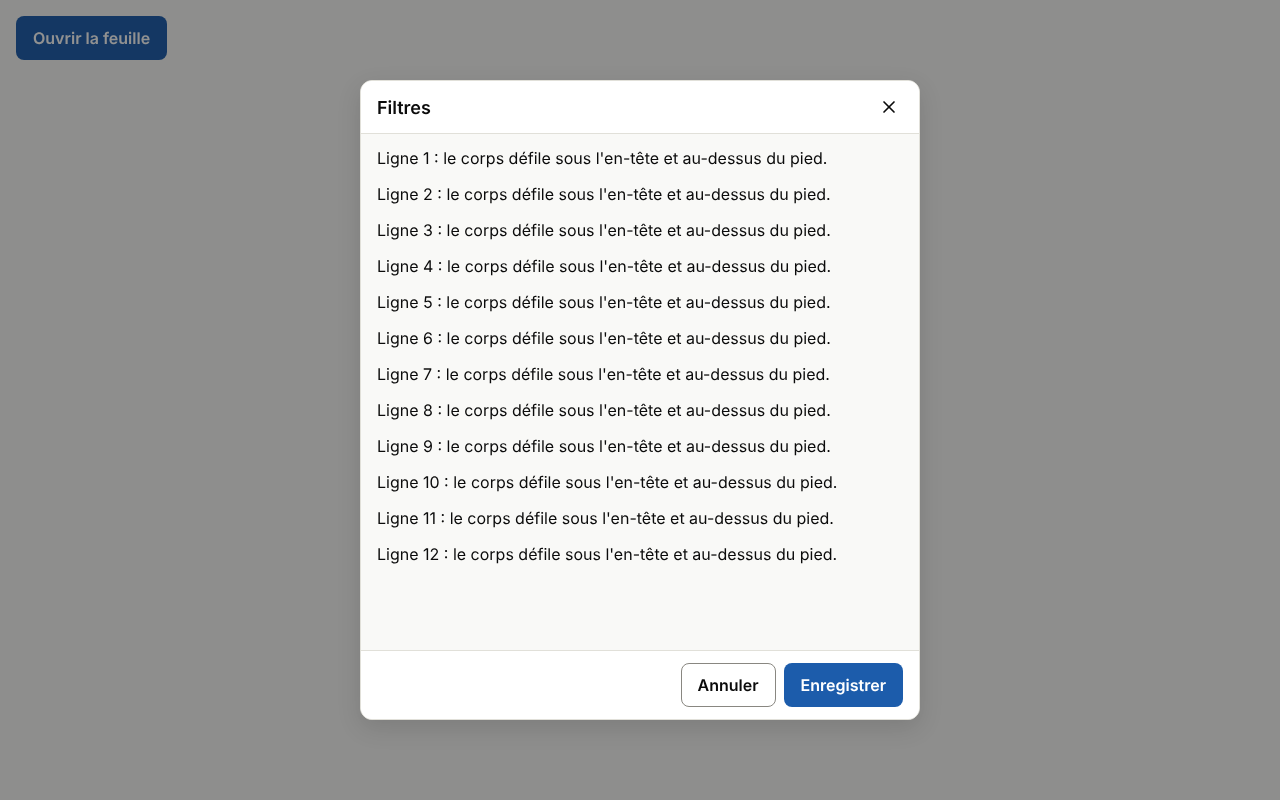 Ouvrir la feuille
Filtres
Ligne 1 : le corps défile sous l'en-tête et au-dessus du pied.
Ligne 2 : le corps défile sous l'en-tête et au-dessus du pied.
Ligne 3 : le corps défile sous l'en-tête et au-dessus du pied.
Ligne 4 : le corps défile sous l'en-tête et au-dessus du pied.
Ligne 5 : le corps défile sous l'en-tête et au-dessus du pied.
Ligne 6 : le corps défile sous l'en-tête et au-dessus du pied.
Ligne 7 : le corps défile sous l'en-tête et au-dessus du pied.
Ligne 8 : le corps défile sous l'en-tête et au-dessus du pied.
Ligne 9 : le corps défile sous l'en-tête et au-dessus du pied.
Ligne 10 : le corps défile sous l'en-tête et au-dessus du pied.
Ligne 11 : le corps défile sous l'en-tête et au-dessus du pied.
Ligne 12 : le corps défile sous l'en-tête et au-dessus du pied.
Annuler
Enregistrer